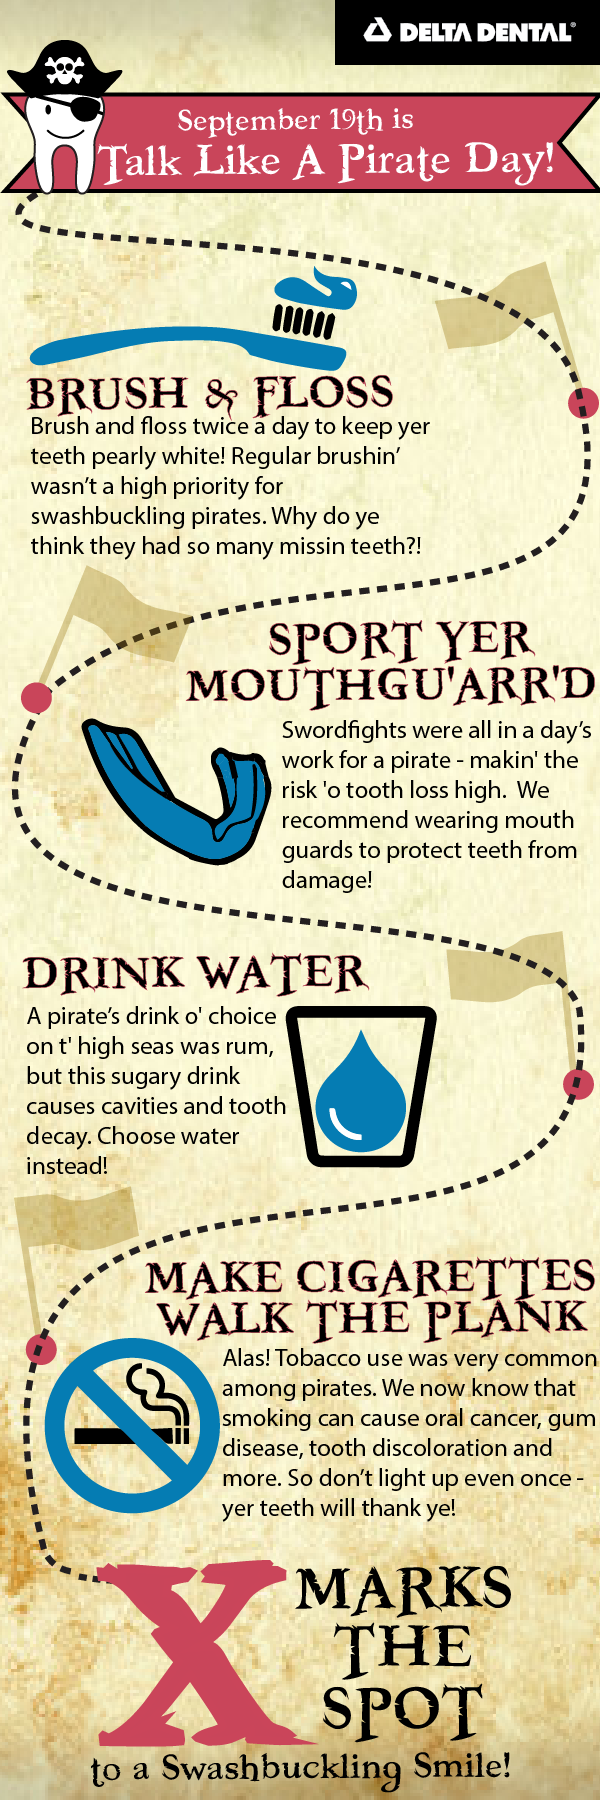 DELTA DENTAL®
September 19th is
Talk Like A Pirate Day!
BRUSH & FLOSS
Brush and floss twice a day to keep yer
teeth pearly white! Regular brushin’
wasn’t a high priority for
swashbuckling pirates. Why do ye
think they had so many missin teeth?!
SPORT YER
MOUTHGU'ARR'D
Swordfights were all in a day’s
work for a pirate - makin' the
risk 'o tooth loss high. We
recommend wearing mouth
guards to protect teeth from
damage!
DRINK WATER
A pirate’s drink o' choice
on t' high seas was rum,
but this sugary drink
causes cavities and tooth
decay. Choose water
instead!
MAKE CIGARETTES
WALK THE PLANK
Alas! Tobacco use was very common
among pirates. We now know that
smoking can cause oral cancer, gum
disease, tooth discoloration and
more. So don’t light up even once -
yer teeth will thank ye!
X MARKS
THE
SPOT
to a Swashbuckling Smile!